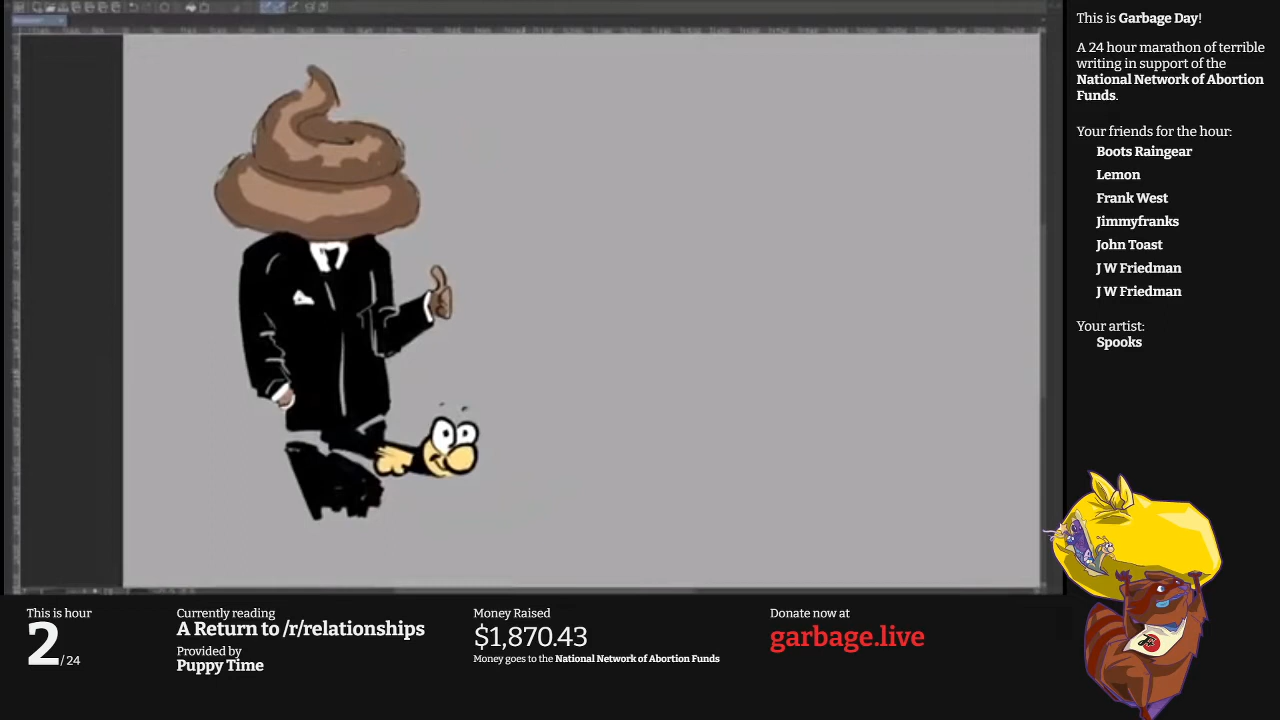 This is Garbage Day!
A 24 hour marathon of terrible
writing in support of the
National Network of Abortion
Funds.
Your friends for the hour:
Boots Raingear
Lemon
Frank West
Jimmyfranks
John Toast
J W Friedman
J W Friedman
Your artist:
Spooks
This is hour
2/24
Currently reading
A Return to /r/relationships
Provided by
Puppy Time
Money Raised
$1,870.43
Money goes to the National Network of Abortion Funds
Donate now at
garbage.live